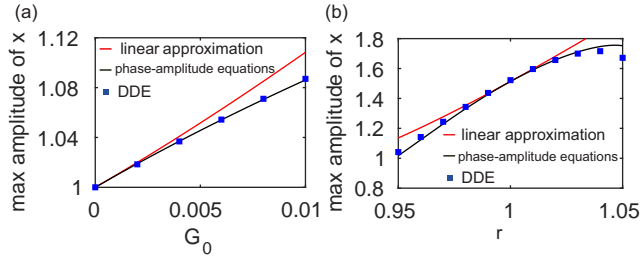 (a)
max amplitude of x
1.12
1.08
1.04
1
linear approximation
phase-amplitude equations
DDE
0
0.005
0.01
G0
(b)
max amplitude of x
1.8
1.6
1.4
1.2
1
0.8
linear approximation
phase-amplitude equations
DDE
0.95
1
1.05
r